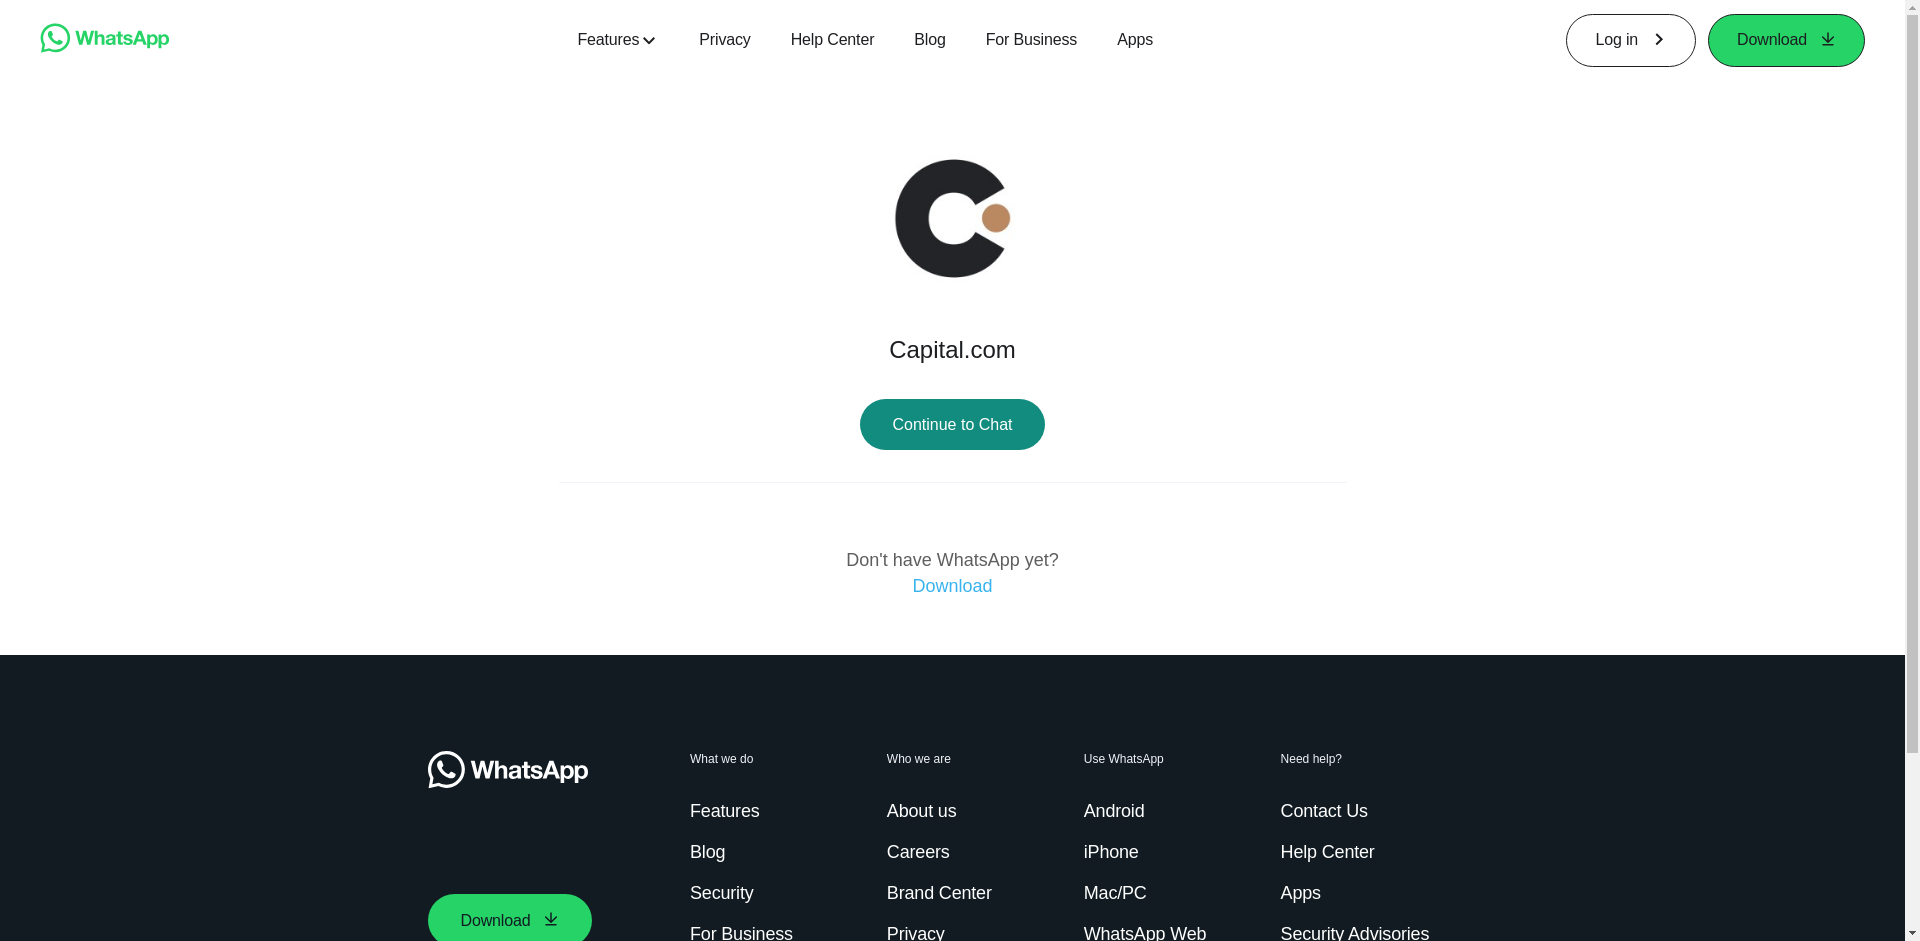 WhatsApp
Features
Privacy
Help Center
Blog
For Business
Apps
Log in
Download
Capital.com
Continue to Chat
Don't have WhatsApp yet?
Download
WhatsApp
Download
What we do
Features
Blog
Security
For Business
Who we are
About us
Careers
Brand Center
Privacy
Use WhatsApp
Android
iPhone
Mac/PC
WhatsApp Web
Need help?
Contact Us
Help Center
Apps
Security Advisories